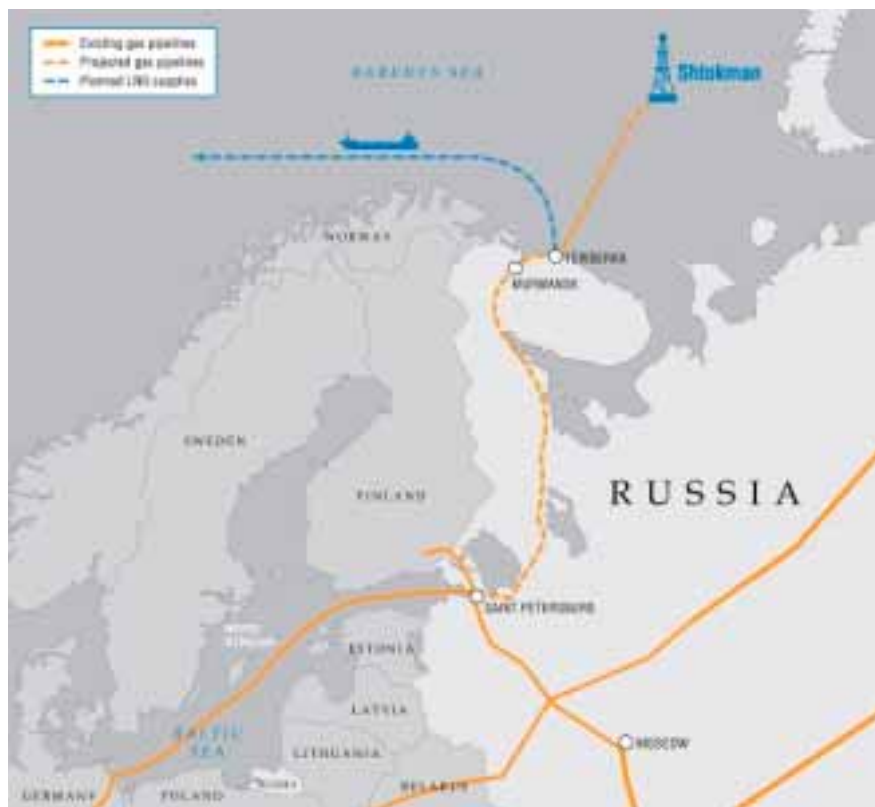 Existing gas pipelines
Projected gas pipelines
Planned LNG supplies
BARENTS SEA
Shtokman
NORWAY
TERIBERKA
MURMANSK
SWEDEN
FINLAND
RUSSIA
SAINT PETERSBURG
ESTONIA
LATVIA
BALTIC
SEA
LITHUANIA
MOSCOW
RUSSIA
BELARUS
GERMANY
POLAND